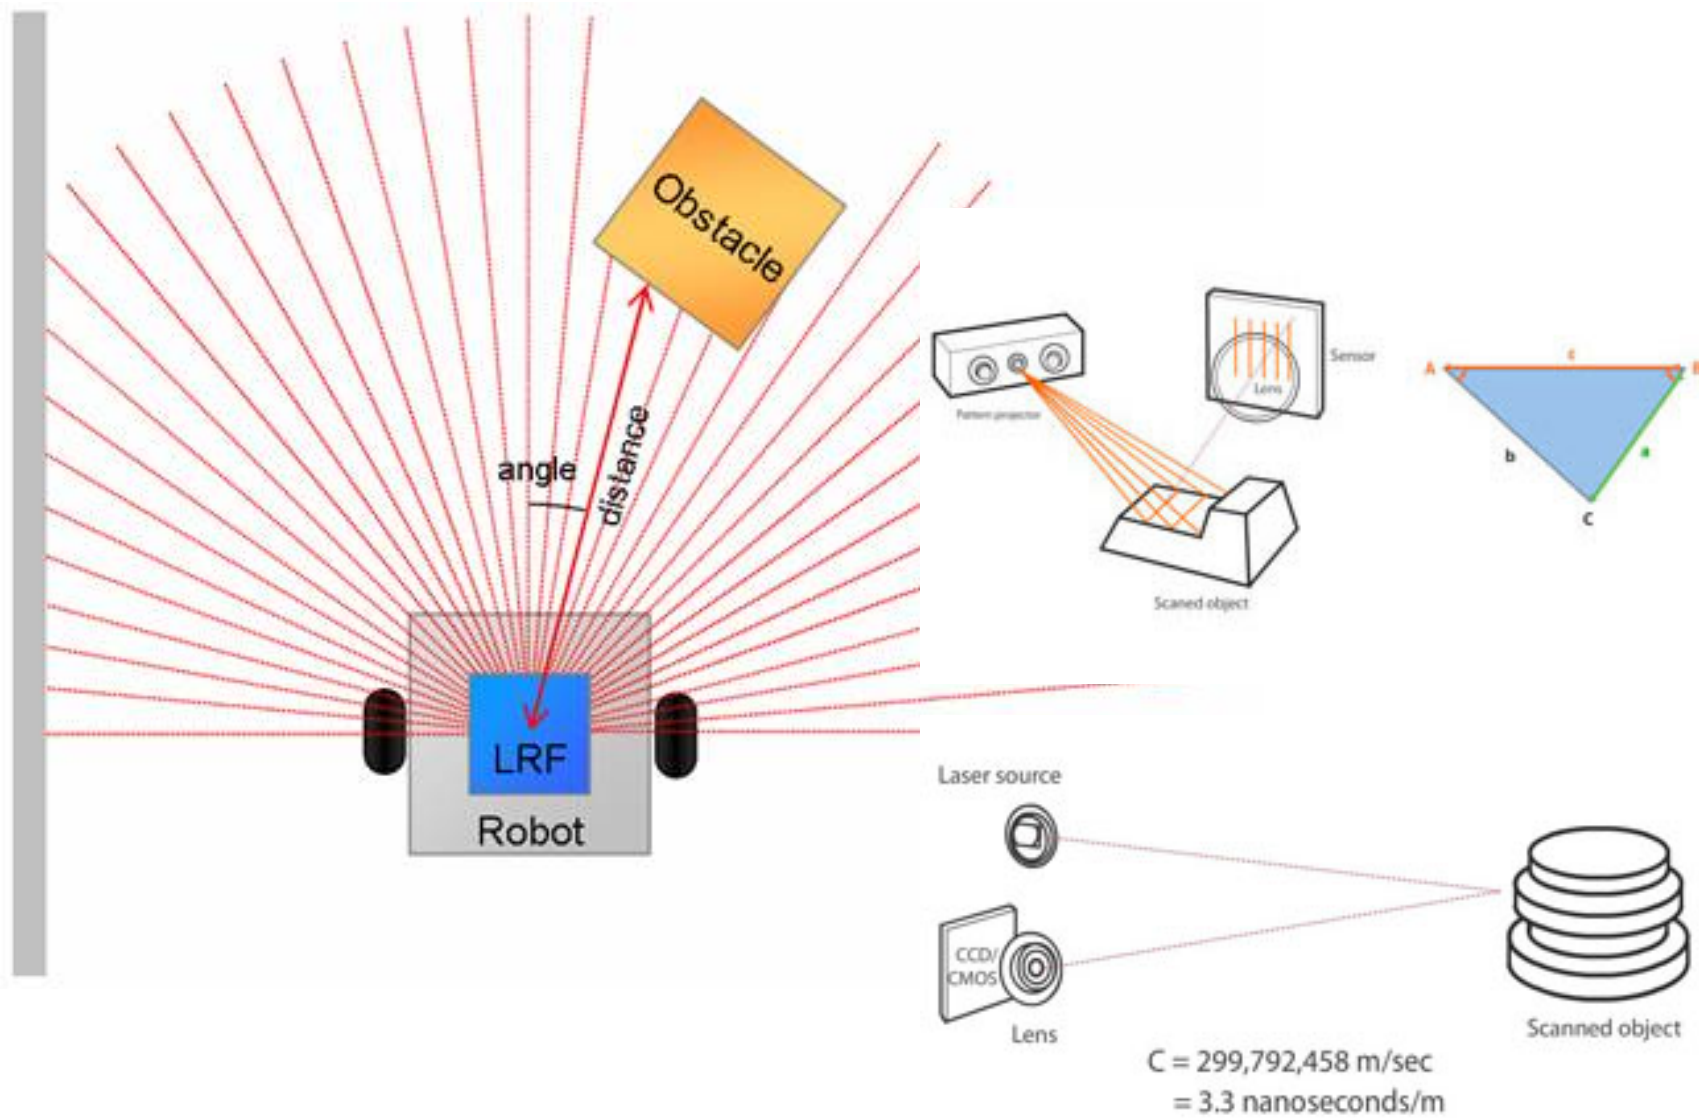 Obstacle
angle
distance
LRF
Robot
Pattern projector
Sensor
Lens
Scaned object
A
c
B
b
a
C
Laser source
CCD/
CMOS
Lens
Scanned object
C = 299,792,458 m/sec
= 3.3 nanoseconds/m